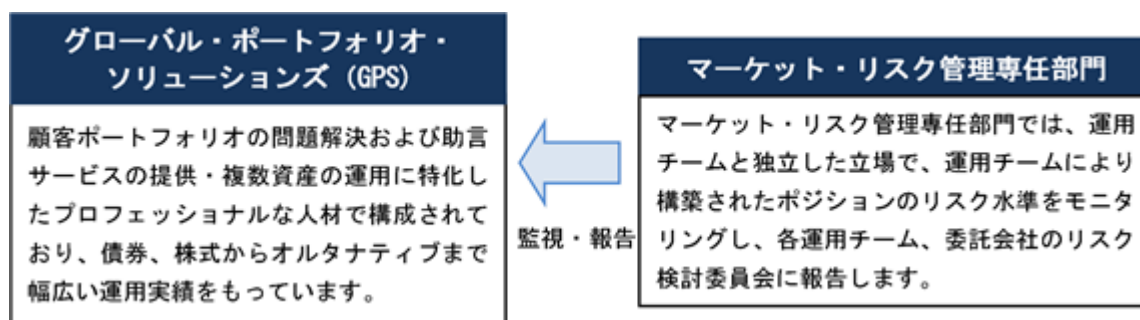 グローバル・ポートフォリオ・
ソリューションズ (GPS)
顧客ポートフォリオの問題解決および助言
サービスの提供・複数資産の運用に特化し
たプロフェッショナルな人材で構成されて
おり、債券、株式からオルタナティブまで
幅広い運用実績をもっています。
監視・報告
マーケット・リスク管理専任部門
マーケット・リスク管理専任部門では、運用
チームと独立した立場で、運用チームにより
構築されたポジションのリスク水準をモニタ
リングし、各運用チーム、委託会社のリスク
検討委員会に報告します。